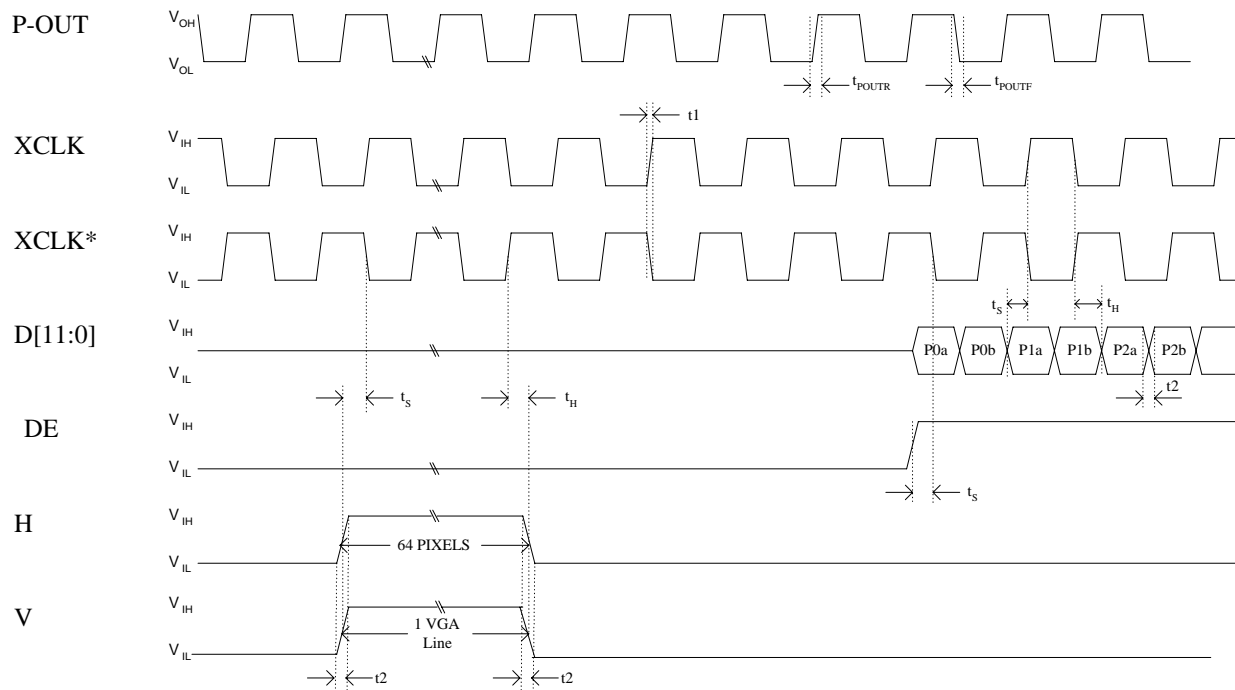 P-OUT
VOH
VOL
tPOUTR
tPOUTF
t1
XCLK
VIH
VIL
XCLK*
VIH
VIL
tS
tH
D[11:0]
VIH
P0a P0b P1a P1b P2a P2b
VIL
t2
tS
tH
DE
VIH
VIL
tS
H
VIH
64 PIXELS
VIL
V
VIH
1 VGA
Line
VIL
t2
t2